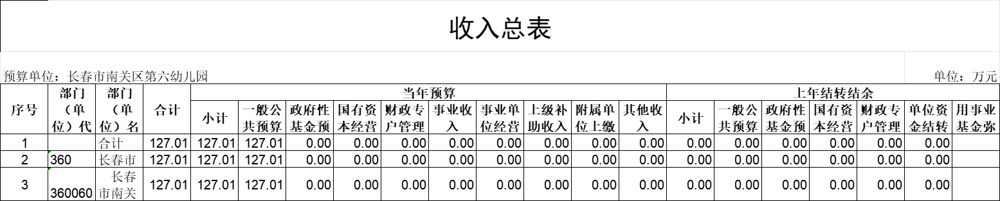 收入总表
预算单位：长春市南关区第六幼儿园 单位：万元
序号 部门（单位）代 部门（单位）名 合计 当年预算 上年结转结余
小计 一般公共预算 政府性基金预 国有资本经营 财政专户管理 事业收入 事业单位经营 上级补助收入 附属单位上缴 其他收入 小计 一般公共预算 政府性基金预 国有资本经营 财政专户管理 单位资金结转 用事业基金弥
1 合计 127.01 127.01 127.01 0.00 0.00 0.00 0.00 0.00 0.00 0.00 0.00 0.00 0.00 0.00 0.00 0.00 0.00
2 360 长春市 127.01 127.01 127.01 0.00 0.00 0.00 0.00 0.00 0.00 0.00 0.00 0.00 0.00 0.00 0.00 0.00 0.00
3 360060 长春市南关 127.01 127.01 127.01 0.00 0.00 0.00 0.00 0.00 0.00 0.00 0.00 0.00 0.00 0.00 0.00 0.00 0.00